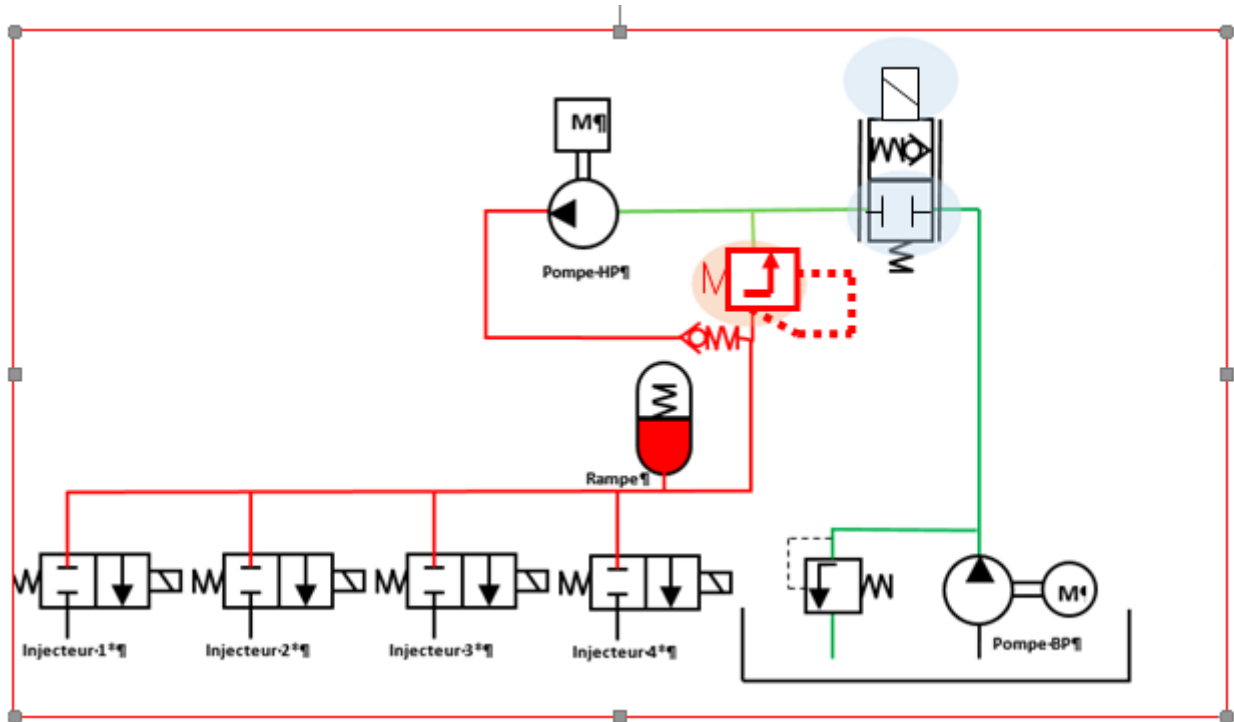 M¶
Pompe·HP¶
Rampe¶
Injecteur·1*¶
Injecteur·2*¶
Injecteur·3*¶
Injecteur·4*¶
M¶
Pompe·BP¶